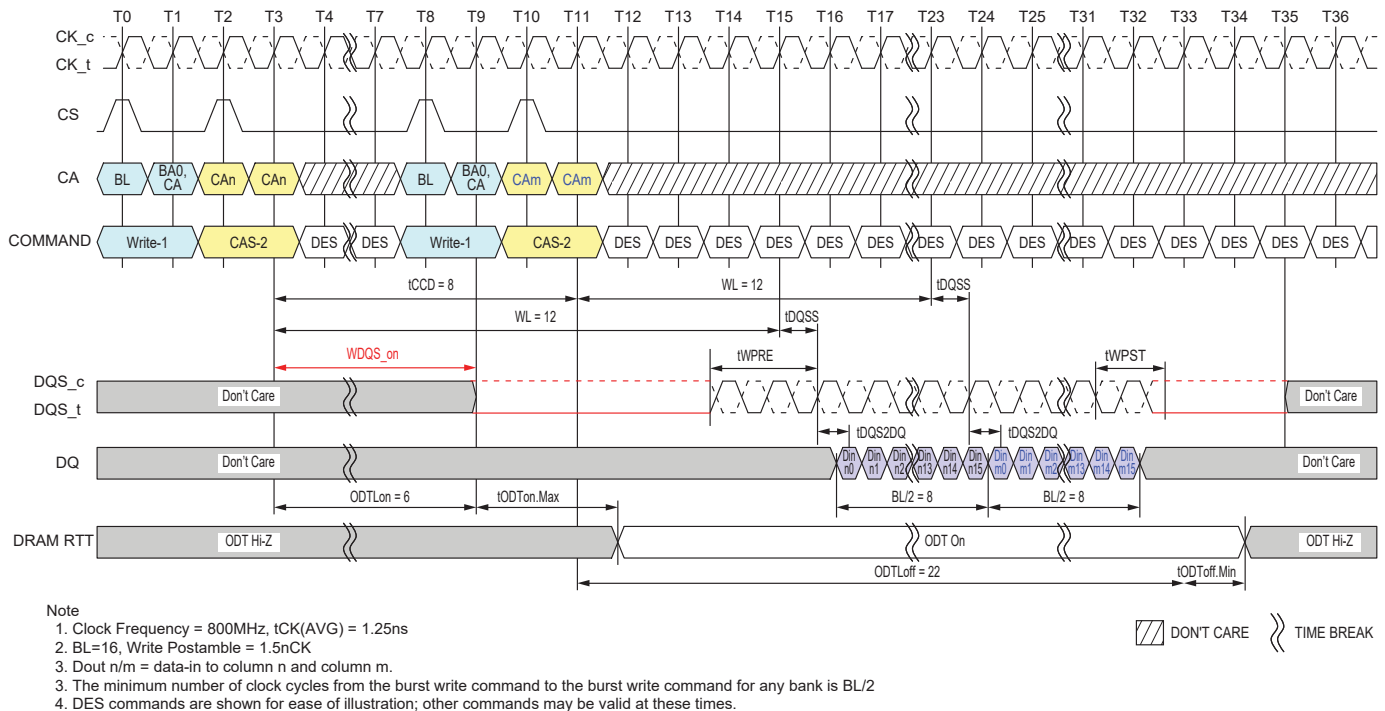 T0 T1 T2 T3 T4 T7 T8 T9 T10 T11 T12 T13 T14 T15 T16 T17 T23 T24 T25 T31 T32 T33 T34 T35 T36
CK_c
CK_t
CS
CA BL BA0, CA CAn CAn BL BA0, CA CAm CAm
COMMAND Write-1 CAS-2 DES DES Write-1 CAS-2 DES DES DES DES DES DES DES DES DES DES DES DES DES DES DES
tCCD = 8 WL = 12 tDQSS
WL = 12 tDQSS
WDQS_on tWPRE tWPST
DQS_c
DQS_t
Don't Care Don't Care
tDQS2DQ tDQS2DQ
DQ Don't Care Din n0 Din n1 Din n2 Din n13 Din n14 Din n15 Din m0 Din m1 Din m2 Din m13 Din m14 Din m15 Don't Care
ODTLon = 6 tODTon.Max BL/2 = 8 BL/2 = 8
DRAM RTT ODT Hi-Z ODT On ODT Hi-Z
ODTLoff = 22 tODToff.Min
Note
1. Clock Frequency = 800MHz, tCK(AVG) = 1.25ns
2. BL=16, Write Postamble = 1.5nCK
3. Dout n/m = data-in to column n and column m.
3. The minimum number of clock cycles from the burst write command to the burst write command for any bank is BL/2
4. DES commands are shown for ease of illustration; other commands may be valid at these times.
DON'T CARE TIME BREAK